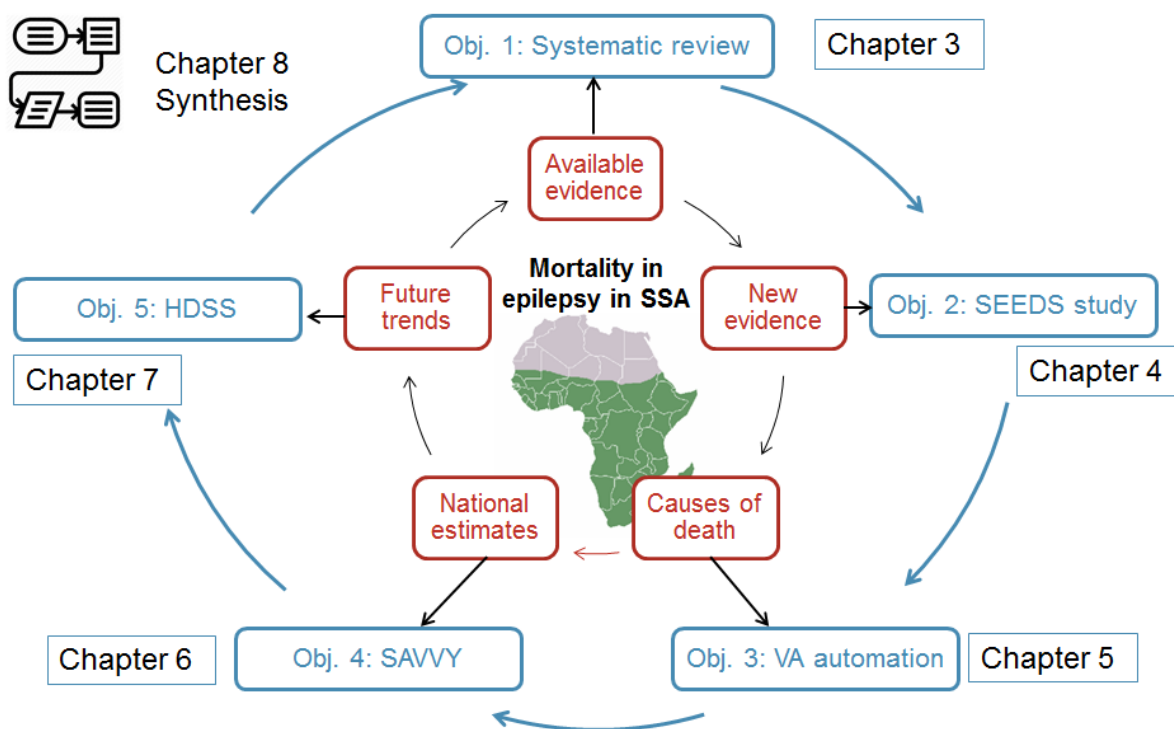 Chapter 8
Synthesis
Obj. 1: Systematic review
Chapter 3
Available
evidence
Mortality in
epilepsy in SSA
Future
trends
New
evidence
Obj. 5: HDSS
Obj. 2: SEEDS study
Chapter 7
Chapter 4
National
estimates
Causes of
death
Chapter 6
Obj. 4: SAVVY
Obj. 3: VA automation
Chapter 5